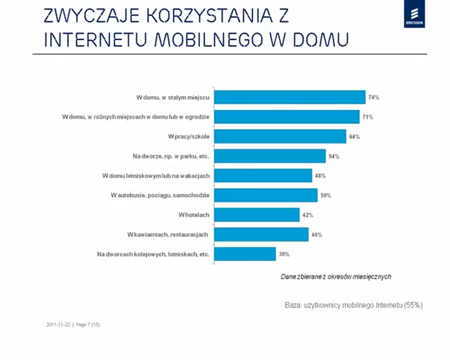 ZWYCZAJE KORZYSTANIA Z
INTERNETU MOBILNEGO W DOMU
ERICSSON
W domu, w stałym miejscu 74%
W domu, w różnych miejscach w domu lub w ogrodzie 71%
W pracy/szkole 64%
Na dworze, np, w parku, etc. 54%
W domu letniskowym lub na wakacjach 48%
W autobusie, pociągu, samochodzie 50%
W hotelach 42%
W kawiarniach, restauracjach 46%
Na dworcach kolejowych, lotniskach, etc. 30%
Dane zbierane z okresów miesięcznych
Baza: użytkownicy mobilnego Internetu (55%)
2011-11-22 | Page 7 (15)